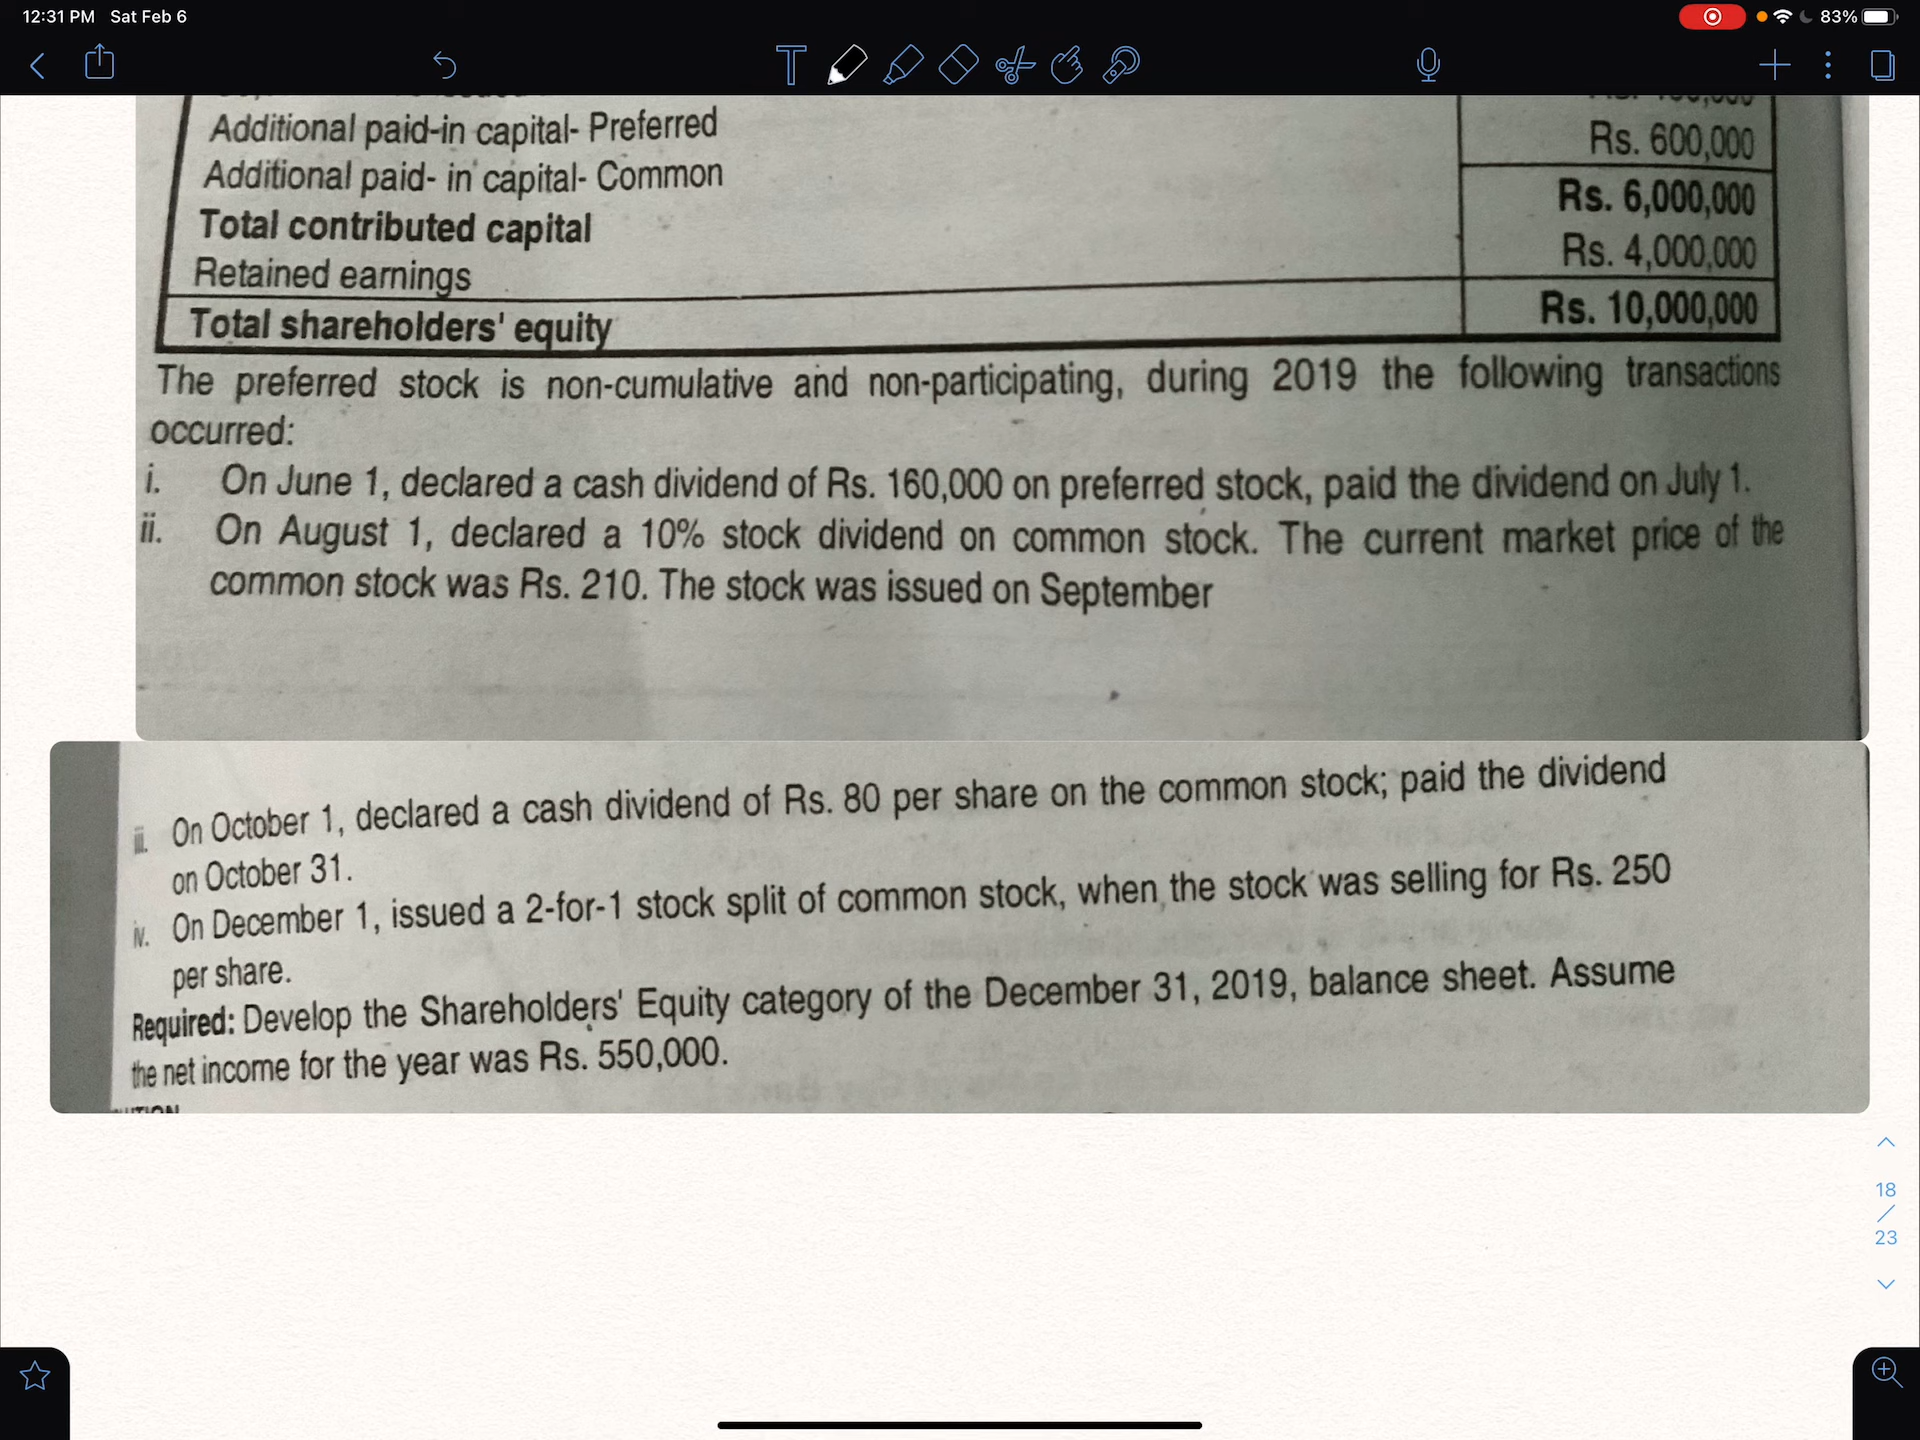 12:31 PM Sat Feb 6
83%
Additional paid-in capital- Preferred
Rs. 600,000
Additional paid- in capital- Common
Rs. 6,000,000
Total contributed capital
Rs. 4,000,000
Retained earnings
Rs. 10,000,000
Total shareholders' equity
The preferred stock is non-cumulative and non-participating, during 2019 the following transactions
occurred:
i. On June 1, declared a cash dividend of Rs. 160,000 on preferred stock, paid the dividend on July 1.
ii. On August 1, declared a 10% stock dividend on common stock. The current market price of the
common stock was Rs. 210. The stock was issued on September
iii. On October 1, declared a cash dividend of Rs. 80 per share on the common stock; paid the dividend
on October 31.
iv. On December 1, issued a 2-for-1 stock split of common stock, when the stock was selling for Rs. 250
per share.
Required: Develop the Shareholders' Equity category of the December 31, 2019, balance sheet. Assume
the net income for the year was Rs. 550,000.
18
/
23